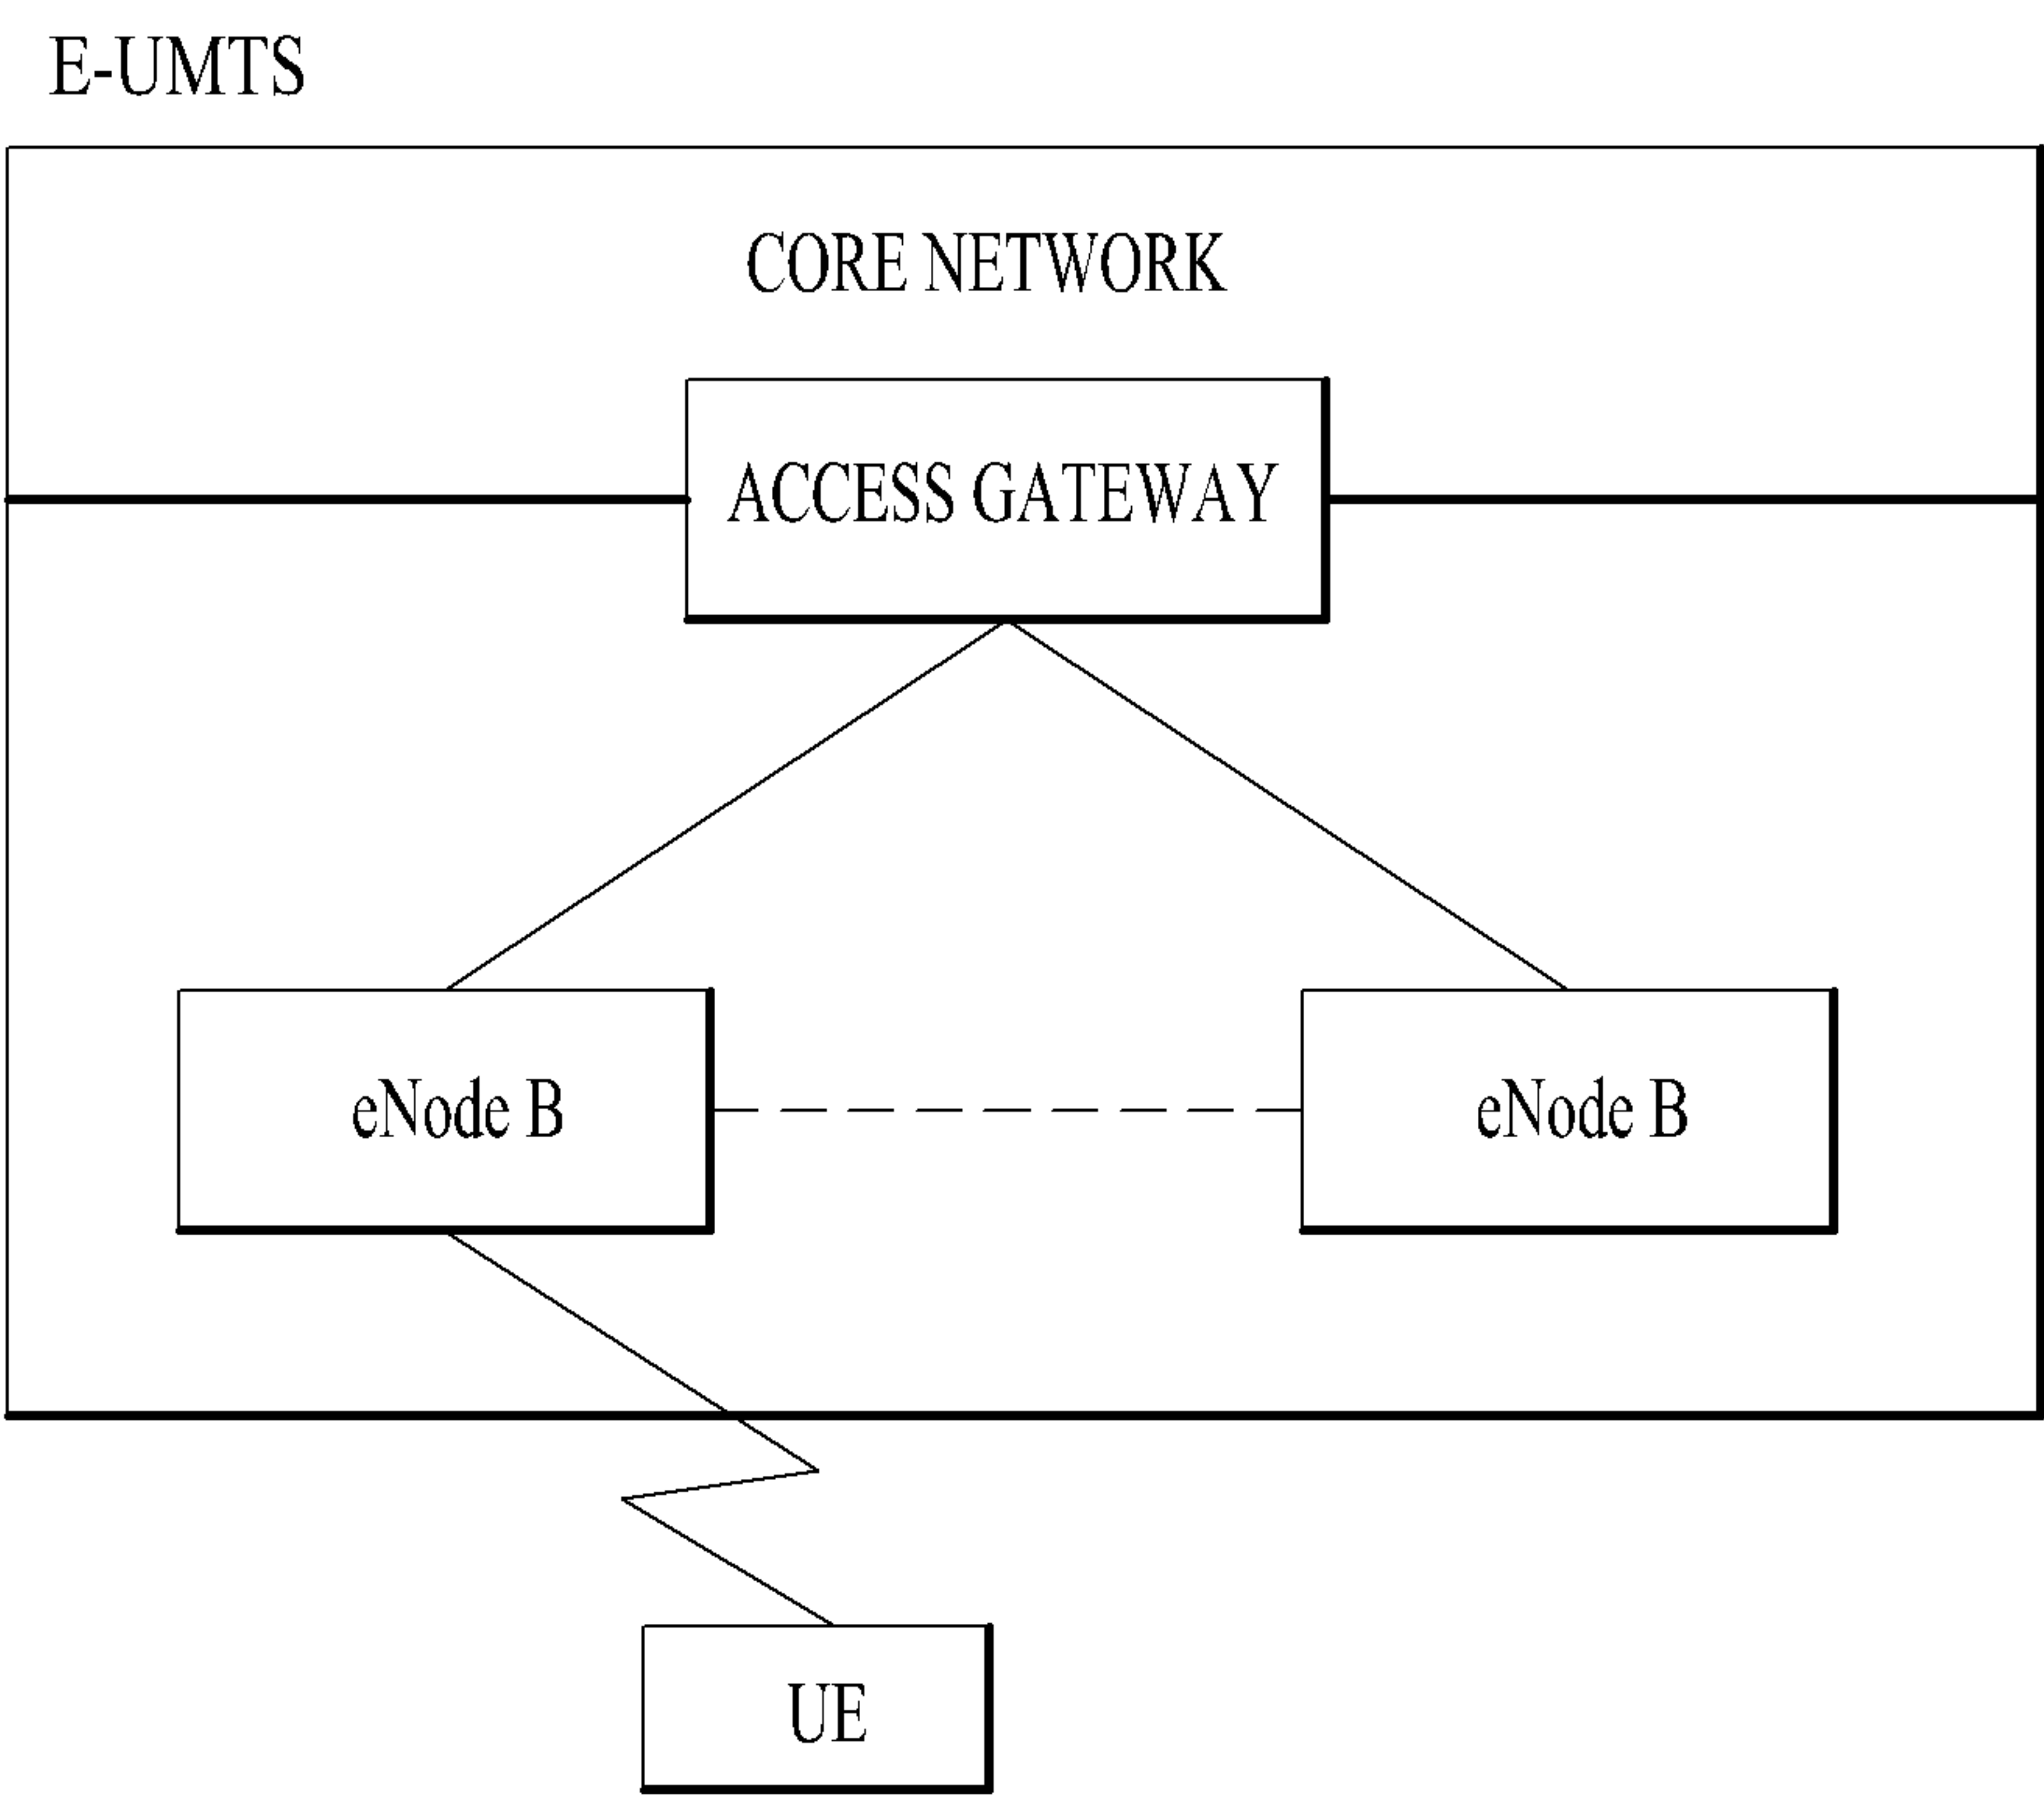 E-UMTS
CORE NETWORK
ACCESS GATEWAY
eNode B
eNode B
UE